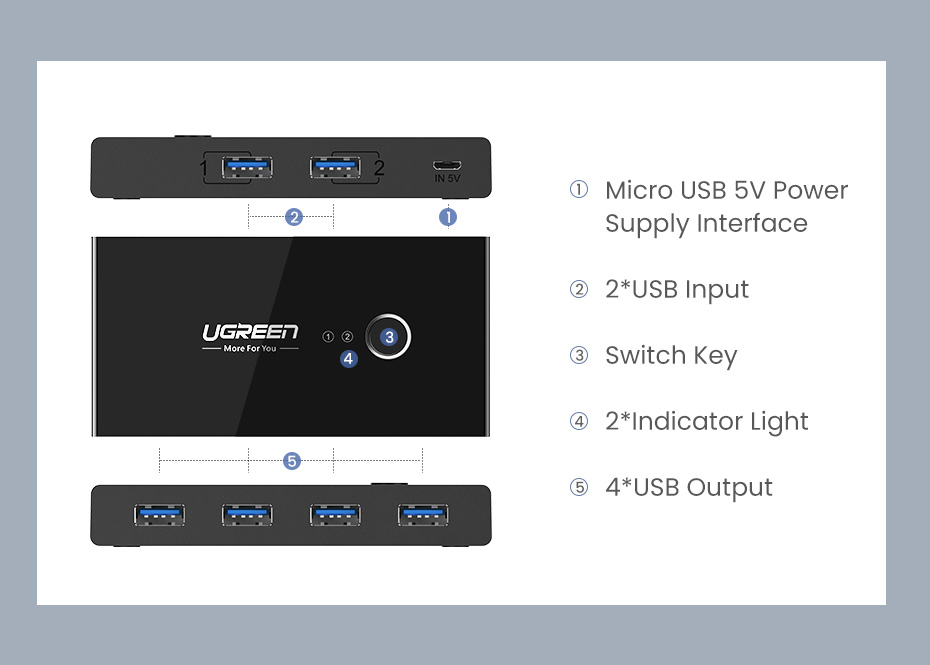 1
2
IN 5V
② ①
UGREEN
More For You
① ②
③
④
⑤
① Micro USB 5V Power
Supply Interface
② 2*USB Input
③ Switch Key
④ 2*Indicator Light
⑤ 4*USB Output